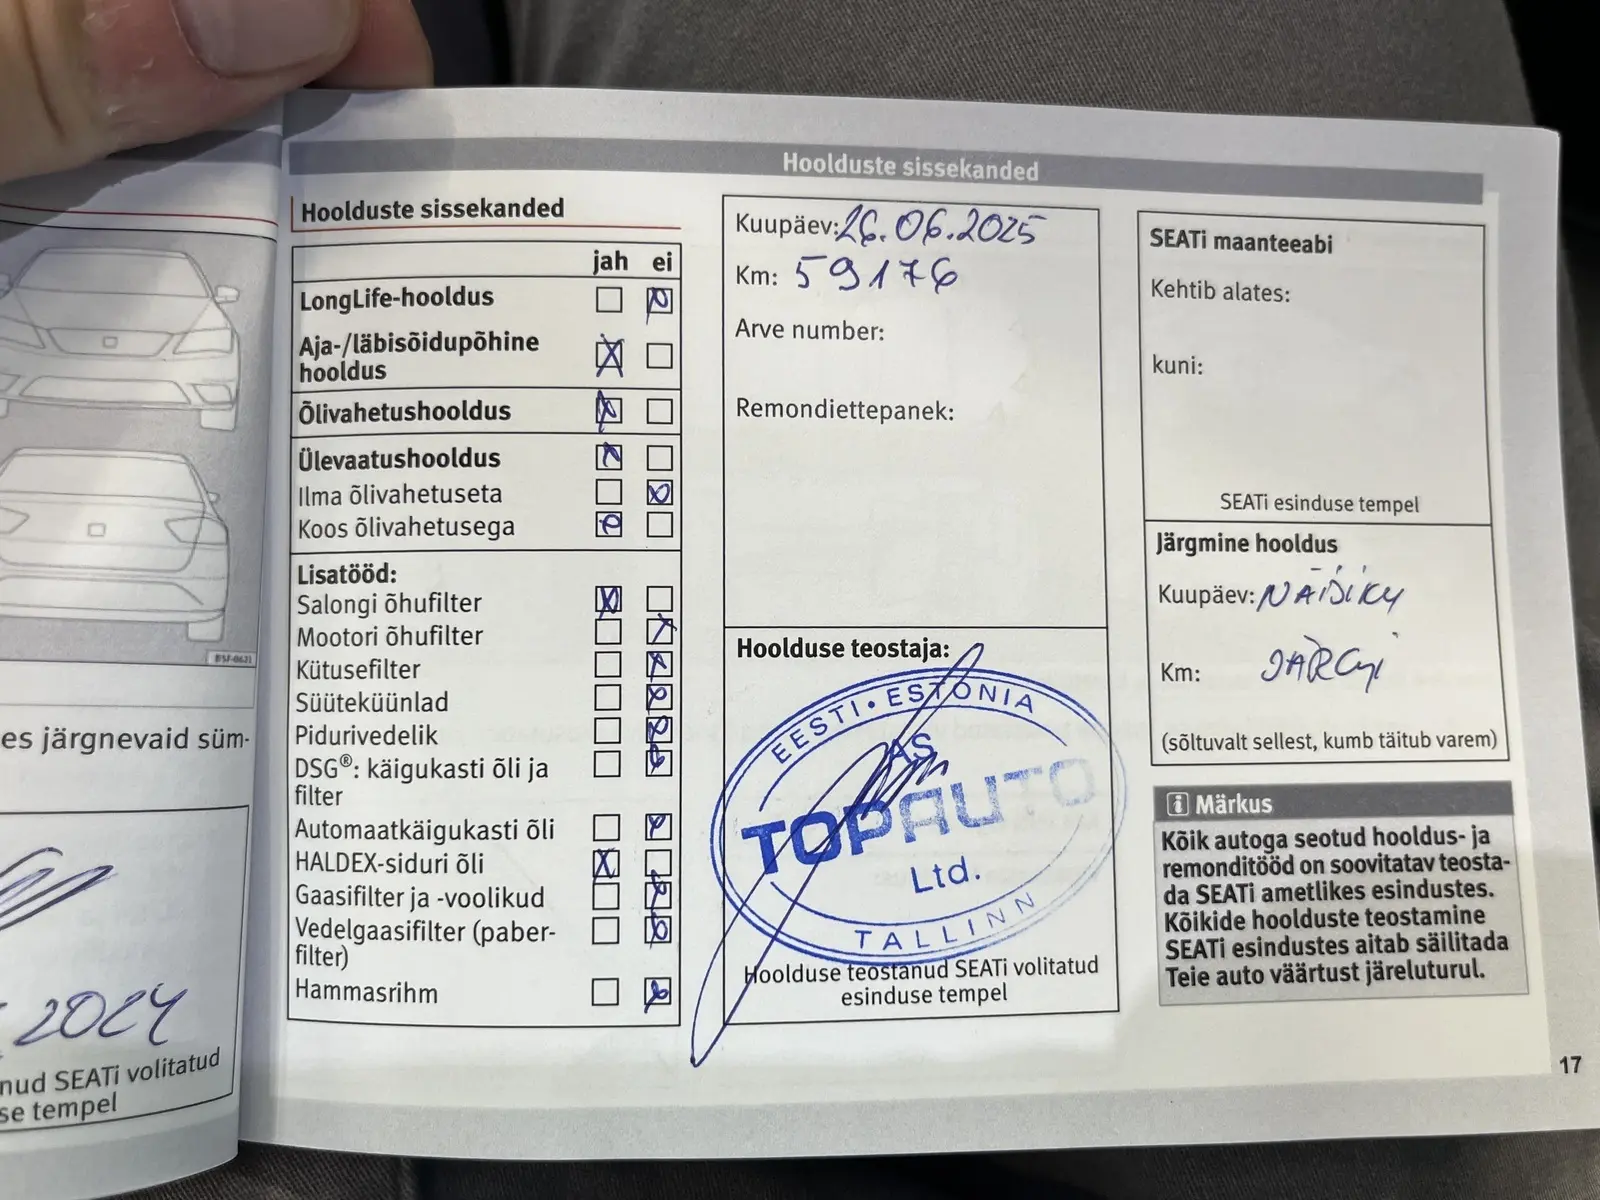 Hoolduste sissekanded
Hoolduste sissekanded
jah ei
LongLife-hooldus
Aja-/läbisõidupõhine
hooldus
Õlivahetushooldus
Ülevaatushooldus
Ilma õlivahetuseta
Koos õlivahetusega
Lisatööd:
Salongi õhufilter
Mootori õhufilter
Kütusefilter
Süüteküünlad
Pidurivedelik
DSG®: käigukasti õli ja
filter
Automaatkäigukasti õli
HALDEX-siduri õli
Gaasifilter ja -voolikud
Vedelgaasifilter (paber-
filter)
Hammasrihm
Kuupäev: 26.06.2025
Km: 59176
Arve number:
Remondiettepanek:
Hoolduse teostaja:
EESTI • ESTONIA
AS
TOPAUTO
Ltd.
TALLINN
Hoolduse teostanud SEATi volitatud
esinduse tempel
SEATi maanteeabi
Kehtib alates:
kuni:
SEATi esinduse tempel
Järgmine hooldus
Kuupäev: NÄIDIKU
Km: JÄRGI
(sõltuvalt sellest, kumb täitub varem)
i Märkus
Kõik autoga seotud hooldus- ja
remonditööd on soovitatav teosta-
da SEATi ametlikes esindustes.
Kõikide hoolduste teostamine
SEATi esindustes aitab säilitada
Teie auto väärtust järeluturul.
17
es järgnevaid süm-
2024
nud SEATi volitatud
se tempel